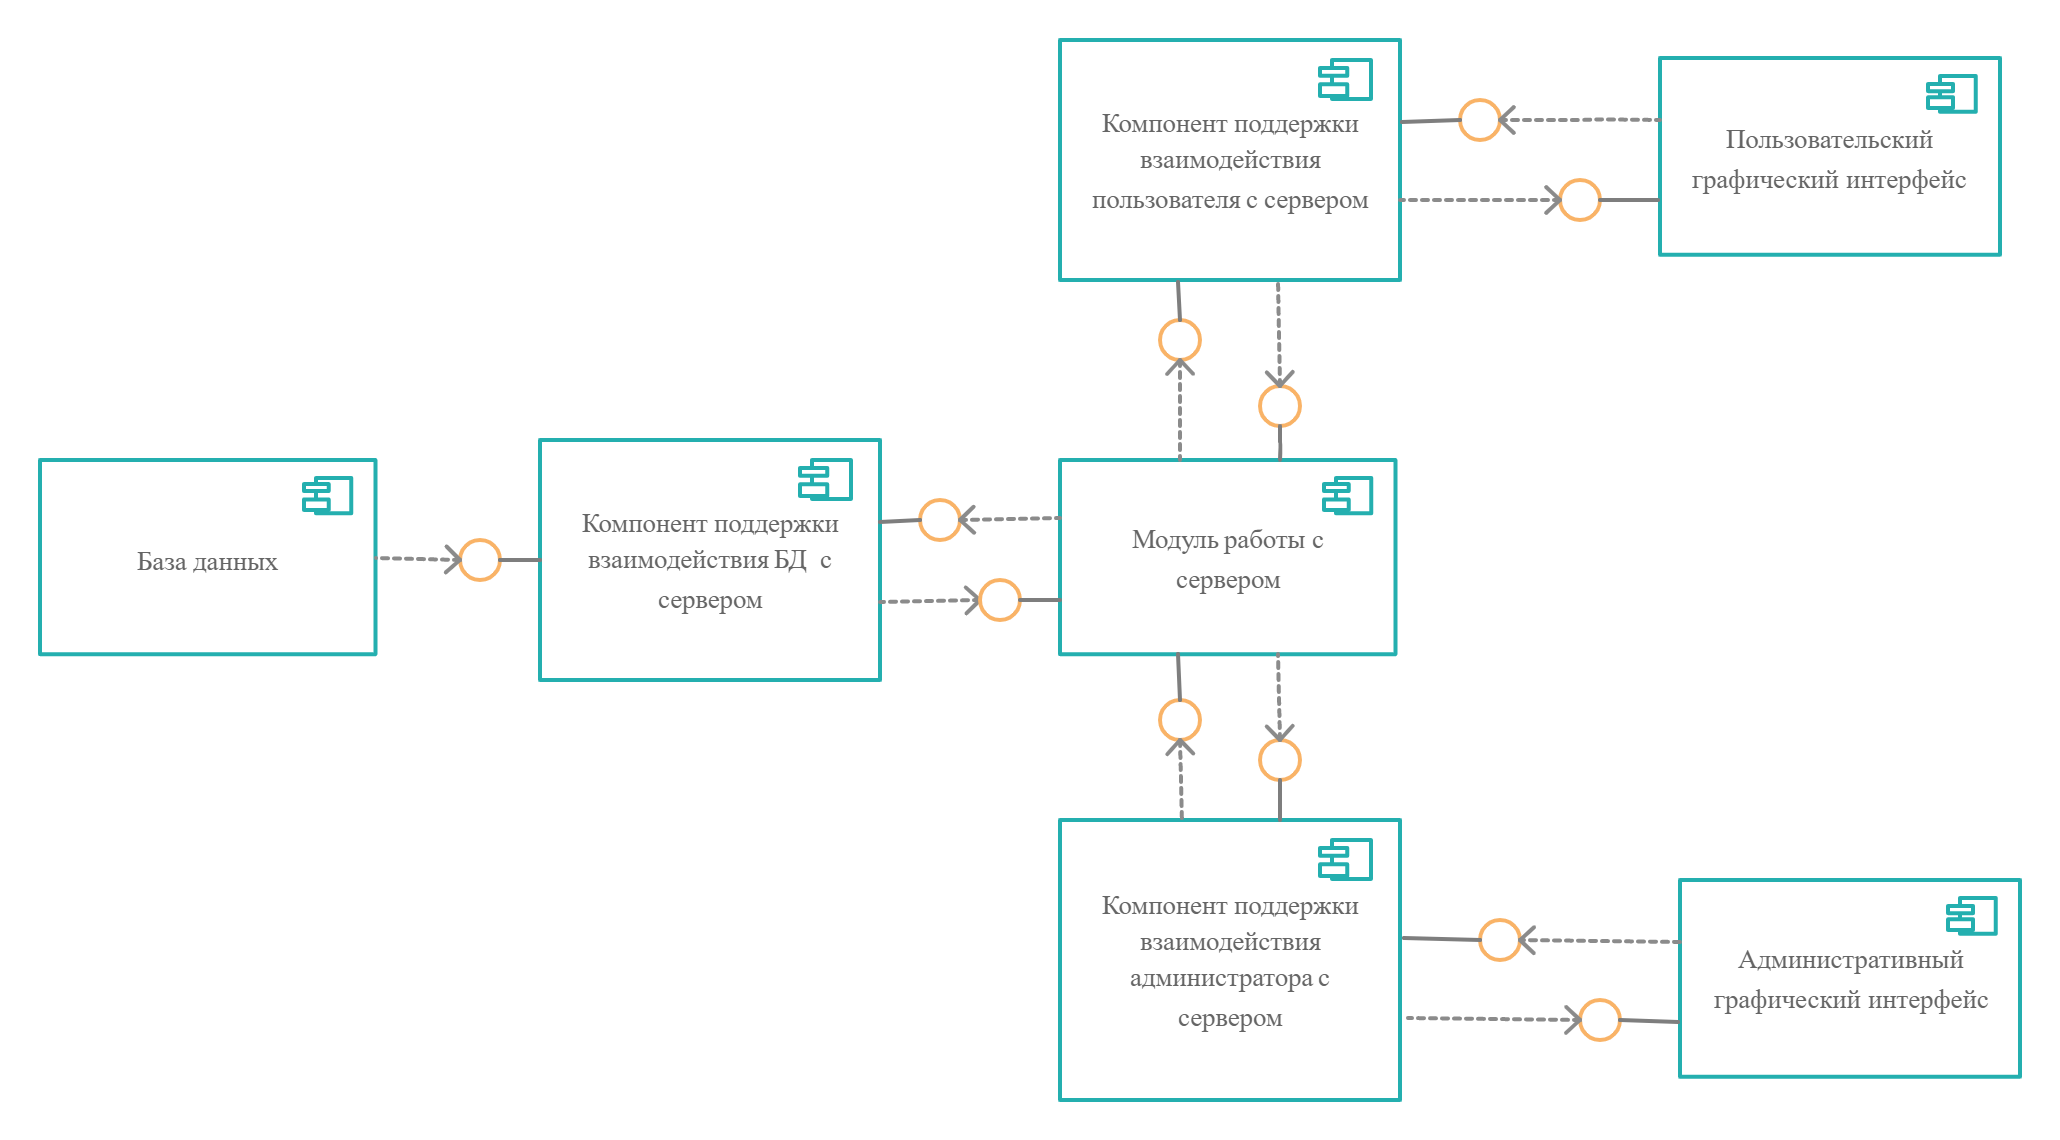 Компонент поддержки
взаимодействия
пользователя с сервером
Пользовательский
графический интерфейс
База данных
Компонент поддержки
взаимодействия БД с
сервером
Модуль работы с
сервером
Компонент поддержки
взаимодействия
администратора с
сервером
Административный
графический интерфейс